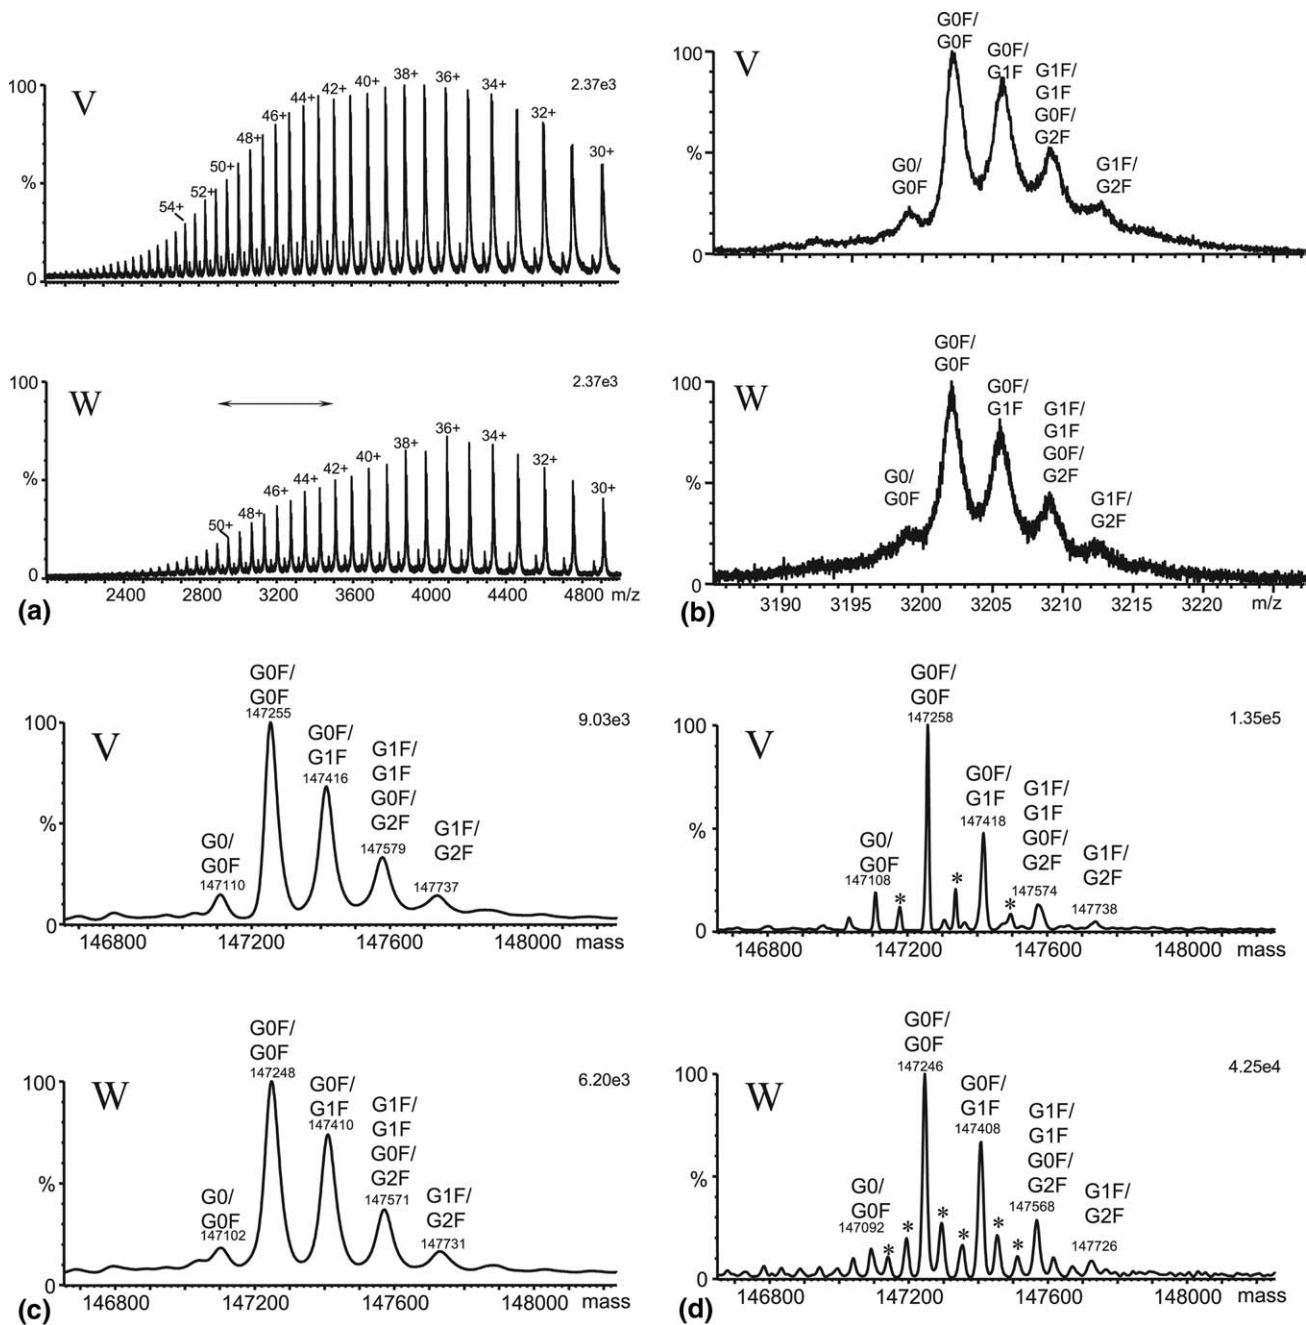 V
100
%
0
2.37e3
54+
52+
50+
48+
46+
44+
42+
40+
38+
36+
34+
32+
30+
W
100
%
0
2.37e3
50+
48+
46+
44+
42+
40+
38+
36+
34+
32+
30+
2400 2800 3200 3600 4000 4400 4800 m/z
(a)
V
100
%
0
G0/
G0F
G0F/
G0F
G0F/
G1F
G1F/
G1F
G0F/
G2F
G1F/
G2F
W
100
%
0
G0/
G0F
G0F/
G0F
G0F/
G1F
G1F/
G1F
G0F/
G2F
G1F/
G2F
3190 3195 3200 3205 3210 3215 3220 m/z
(b)
V
100
%
0
9.03e3
G0/
G0F
147110
G0F/
G0F
147255
G0F/
G1F
147416
G1F/
G1F
G0F/
G2F
147579
G1F/
G2F
147737
146800 147200 147600 148000 mass
W
100
%
0
6.20e3
G0/
G0F
147102
G0F/
G0F
147248
G0F/
G1F
147410
G1F/
G1F
G0F/
G2F
147571
G1F/
G2F
147731
146800 147200 147600 148000 mass
(c)
V
100
%
0
1.35e5
G0/
G0F
147108
*
G0F/
G0F
147258
*
G0F/
G1F
147418
*
G1F/
G1F
G0F/
G2F
147574
G1F/
G2F
147738
146800 147200 147600 148000 mass
W
100
%
0
4.25e4
G0/
G0F
147092
*
*
G0F/
G0F
147246
*
*
G0F/
G1F
147408
*
*
G1F/
G1F
G0F/
G2F
147568
G1F/
G2F
147726
146800 147200 147600 148000 mass
(d)